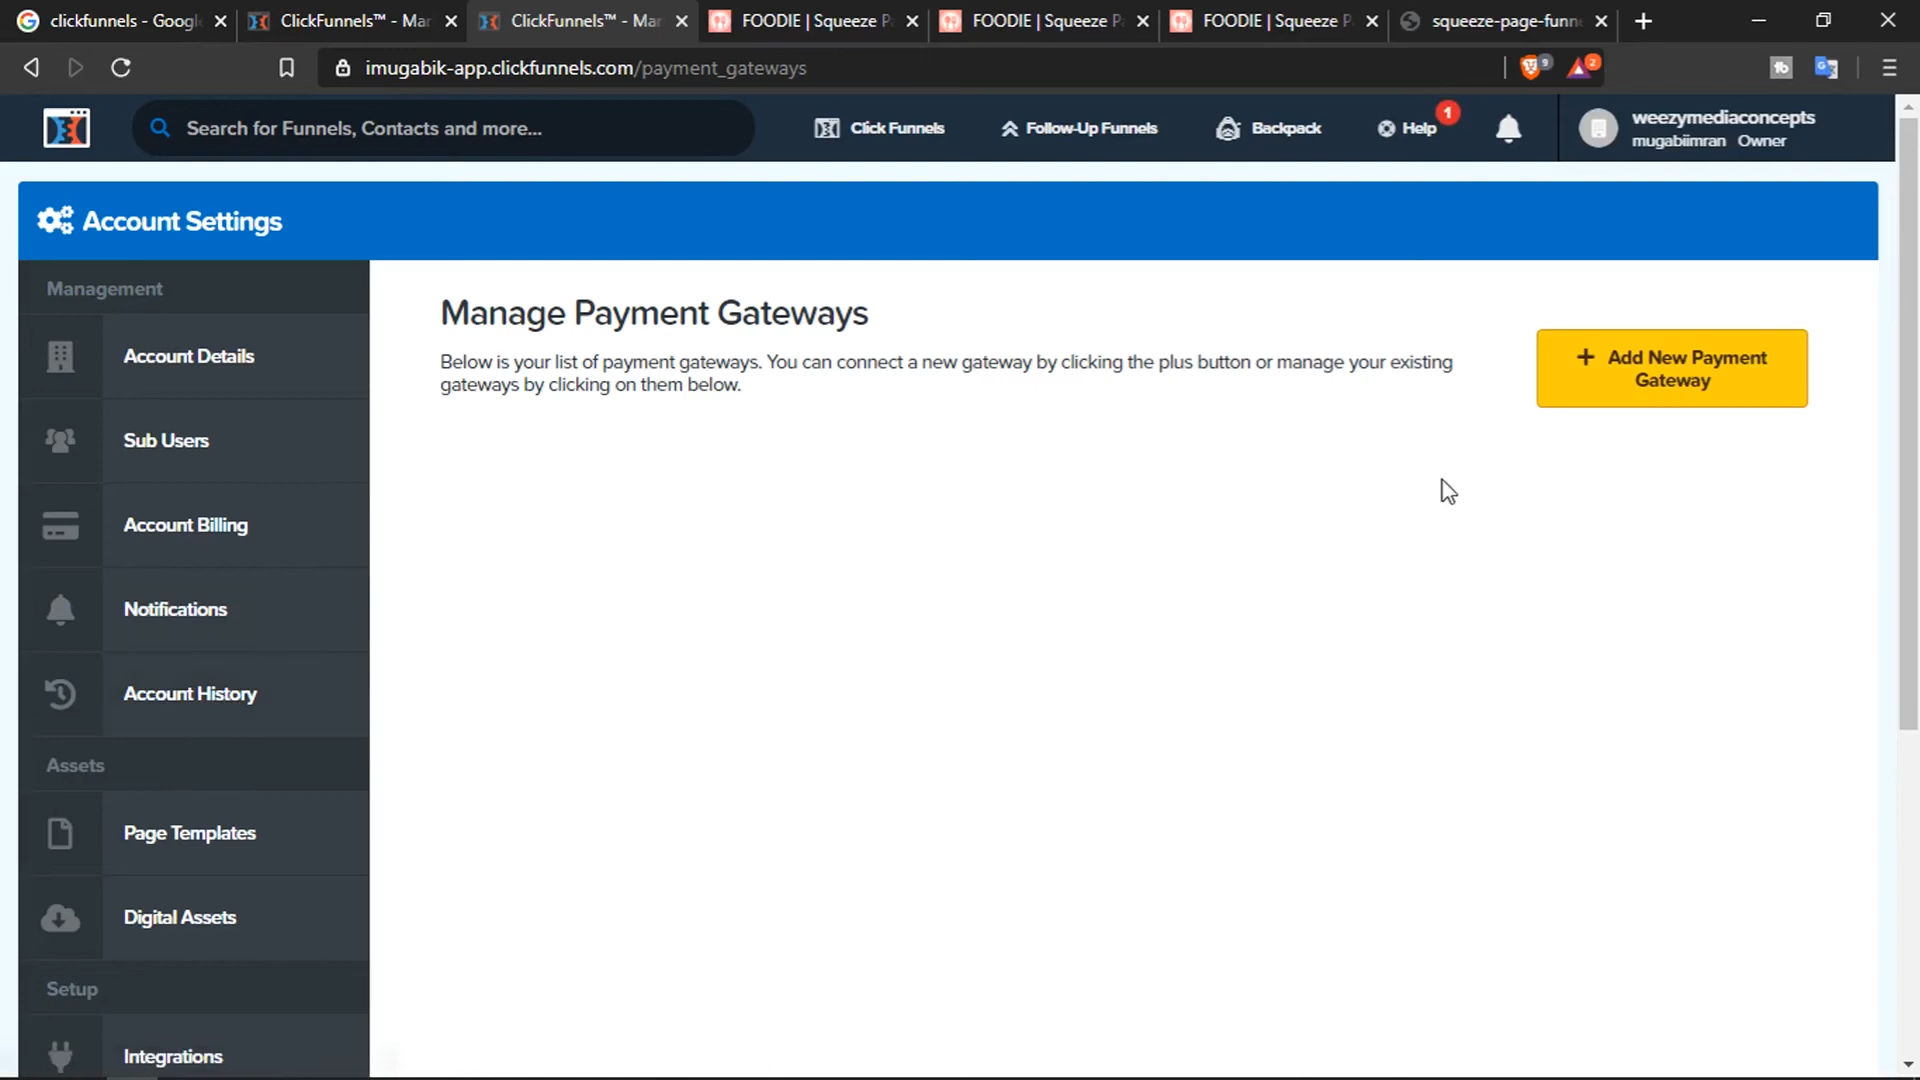 clickfunnels - Google
ClickFunnels™ - Mar
ClickFunnels™ - Mar
FOODIE | Squeeze P
FOODIE | Squeeze P
FOODIE | Squeeze P
squeeze-page-funn
imugabik-app.clickfunnels.com/payment_gateways
9
2
tb
Search for Funnels, Contacts and more...
Click Funnels
Follow-Up Funnels
Backpack
Help
1
weezymediaconcepts
mugabiimran Owner
Account Settings
Management
Account Details
Sub Users
Account Billing
Notifications
Account History
Assets
Page Templates
Digital Assets
Setup
Integrations
Manage Payment Gateways
Below is your list of payment gateways. You can connect a new gateway by clicking the plus button or manage your existing
gateways by clicking on them below.
+ Add New Payment
Gateway